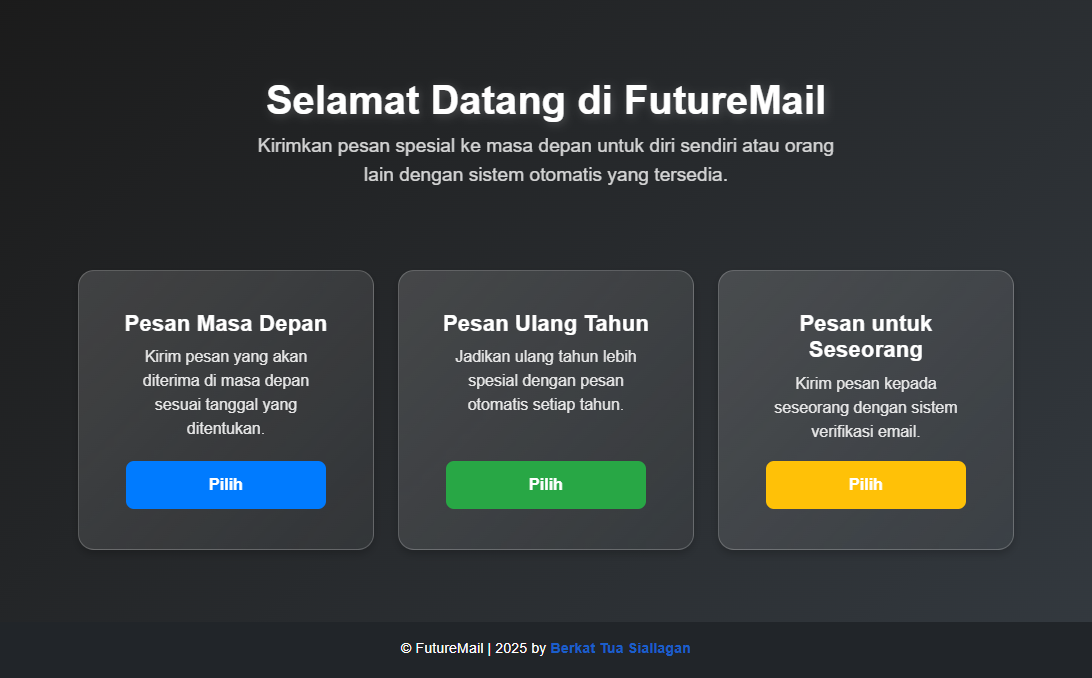 Selamat Datang di FutureMail
Kirimkan pesan spesial ke masa depan untuk diri sendiri atau orang
lain dengan sistem otomatis yang tersedia.
Pesan Masa Depan
Kirim pesan yang akan
diterima di masa depan
sesuai tanggal yang
ditentukan.
Pilih
Pesan Ulang Tahun
Jadikan ulang tahun lebih
spesial dengan pesan
otomatis setiap tahun.
Pilih
Pesan untuk
Seseorang
Kirim pesan kepada
seseorang dengan sistem
verifikasi email.
Pilih
© FutureMail | 2025 by Berkat Tua Siallagan